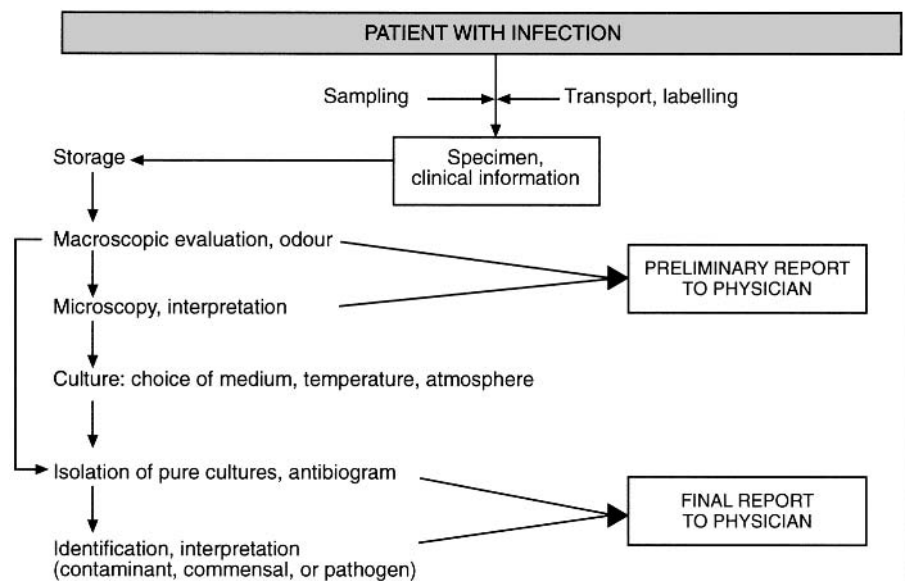 PATIENT WITH INFECTION
Sampling
Transport, labelling
Storage
Specimen,
clinical information
Macroscopic evaluation, odour
PRELIMINARY REPORT
TO PHYSICIAN
Microscopy, interpretation
Culture: choice of medium, temperature, atmosphere
Isolation of pure cultures, antibiogram
FINAL REPORT
TO PHYSICIAN
Identification, interpretation
(contaminant, commensal, or pathogen)